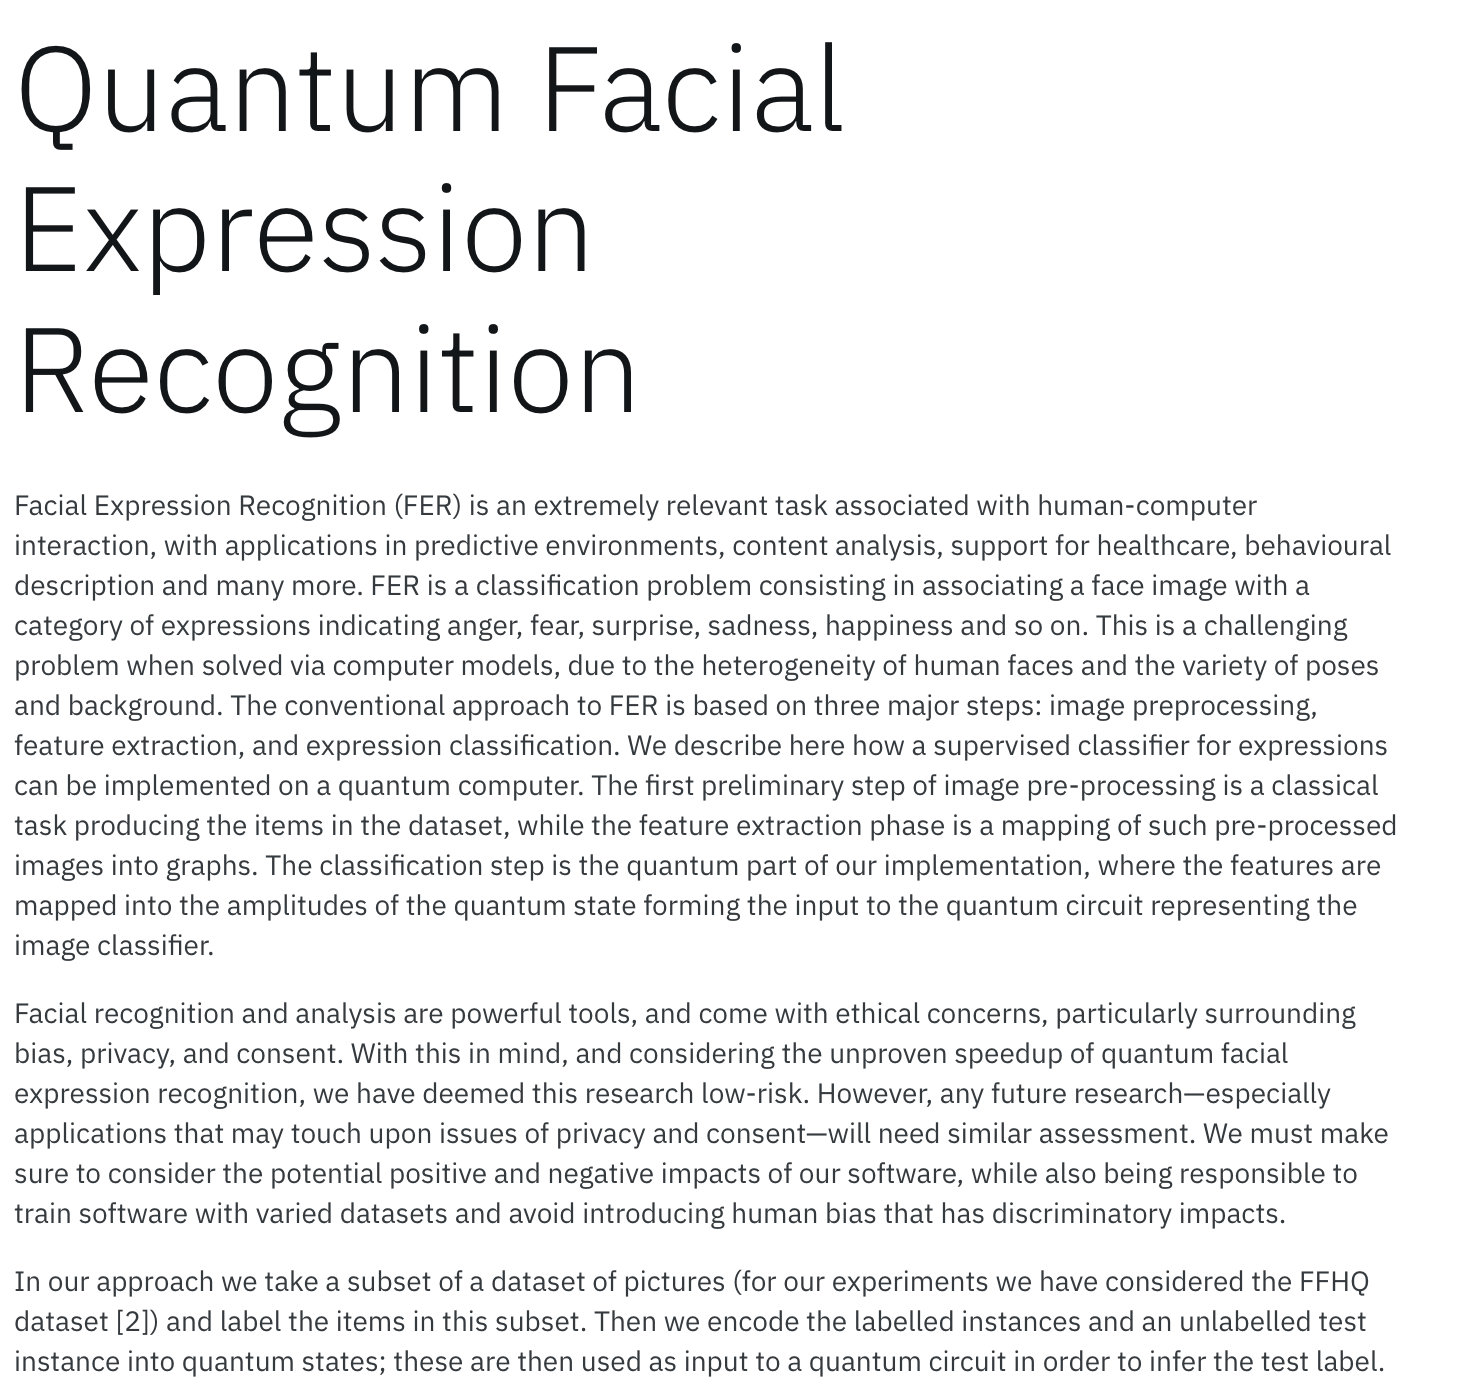 Quantum Facial
Expression
Recognition
Facial Expression Recognition (FER) is an extremely relevant task associated with human-computer
interaction, with applications in predictive environments, content analysis, support for healthcare, behavioural
description and many more. FER is a classification problem consisting in associating a face image with a
category of expressions indicating anger, fear, surprise, sadness, happiness and so on. This is a challenging
problem when solved via computer models, due to the heterogeneity of human faces and the variety of poses
and background. The conventional approach to FER is based on three major steps: image preprocessing,
feature extraction, and expression classification. We describe here how a supervised classifier for expressions
can be implemented on a quantum computer. The first preliminary step of image pre-processing is a classical
task producing the items in the dataset, while the feature extraction phase is a mapping of such pre-processed
images into graphs. The classification step is the quantum part of our implementation, where the features are
mapped into the amplitudes of the quantum state forming the input to the quantum circuit representing the
image classifier.
Facial recognition and analysis are powerful tools, and come with ethical concerns, particularly surrounding
bias, privacy, and consent. With this in mind, and considering the unproven speedup of quantum facial
expression recognition, we have deemed this research low-risk. However, any future research—especially
applications that may touch upon issues of privacy and consent—will need similar assessment. We must make
sure to consider the potential positive and negative impacts of our software, while also being responsible to
train software with varied datasets and avoid introducing human bias that has discriminatory impacts.
In our approach we take a subset of a dataset of pictures (for our experiments we have considered the FFHQ
dataset [2]) and label the items in this subset. Then we encode the labelled instances and an unlabelled test
instance into quantum states; these are then used as input to a quantum circuit in order to infer the test label.